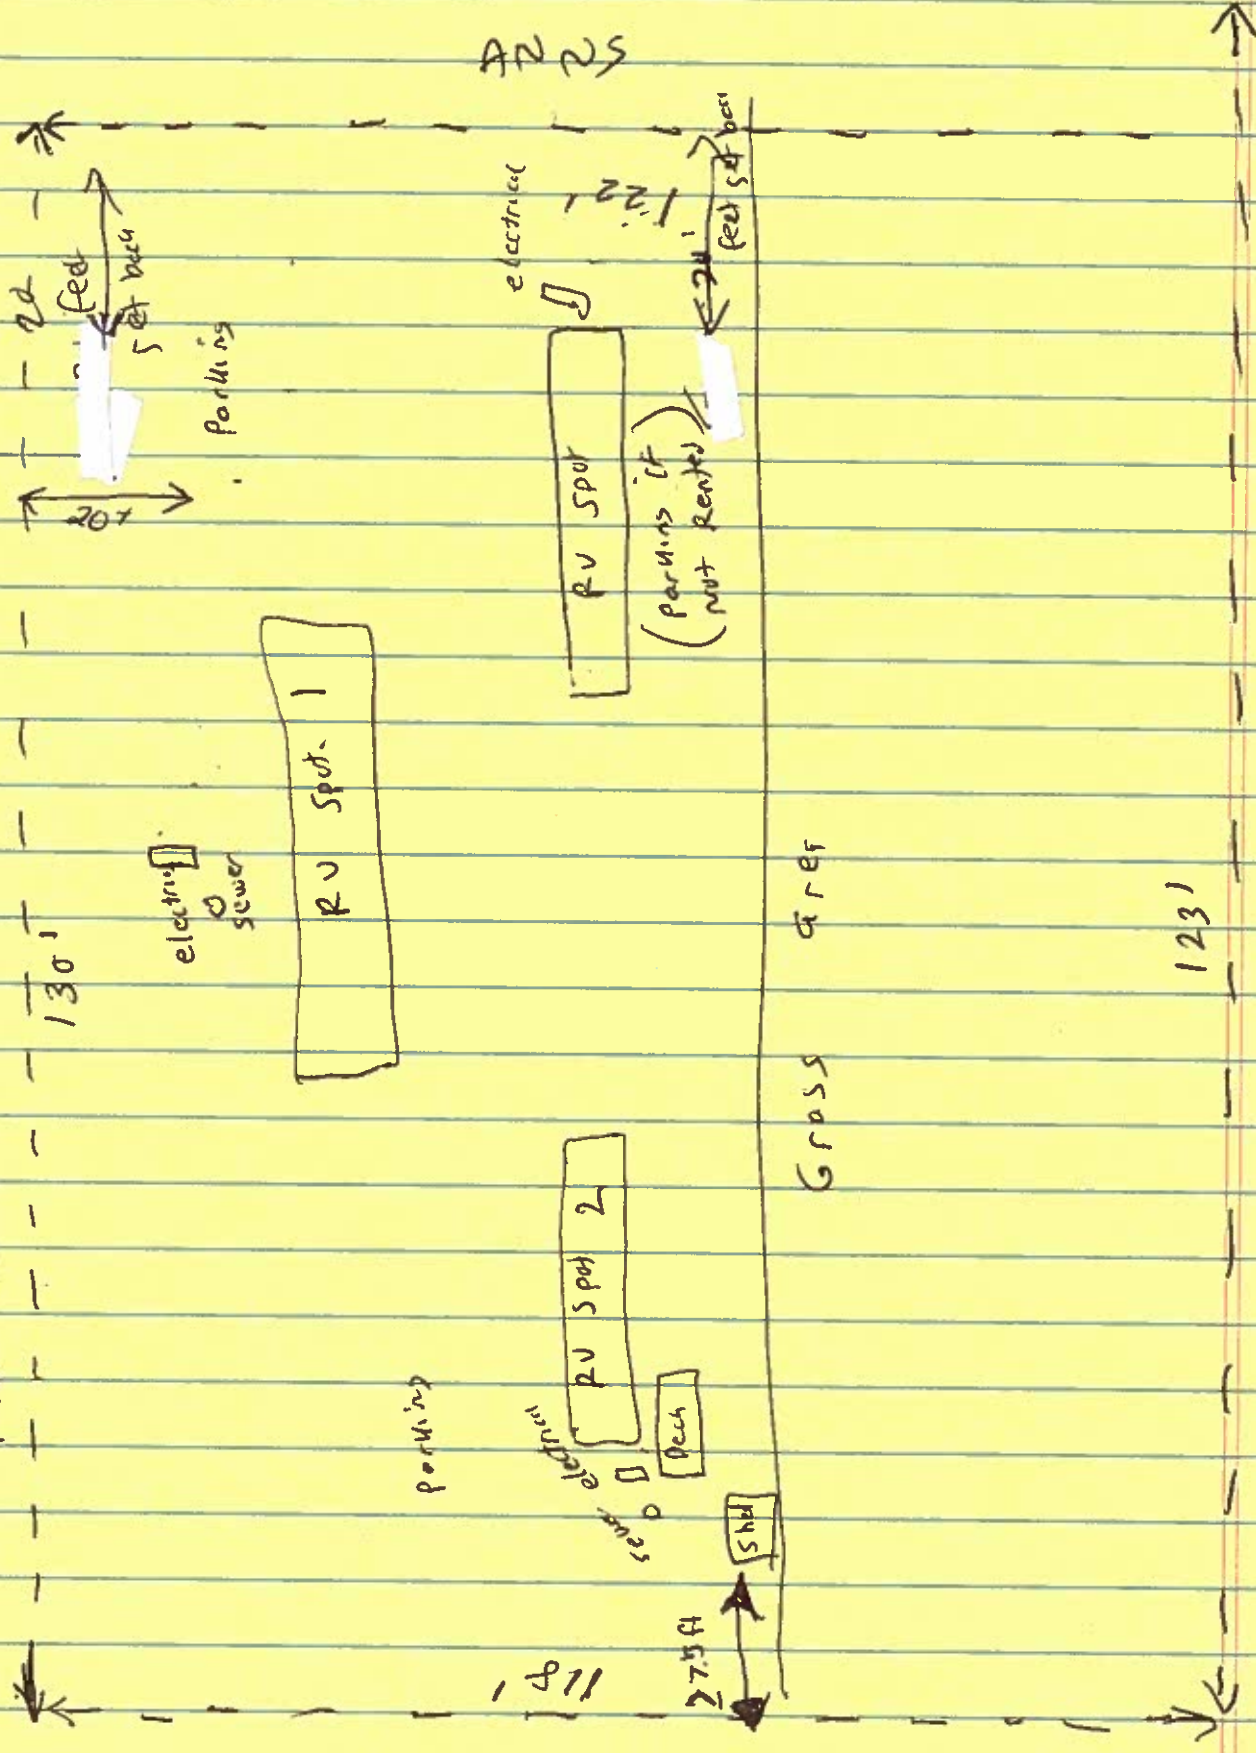 ANNS
20
feet
set back
parking
20+
130'
electric
sewer
RV Spot. 1
electrical
122'
24'
feet set back
RV Spot
(parking if
not Rented)
RV Spot 2
parking
electrical
sewer
Deck
Shed
27.5 ft
118'
Grass Area
123'